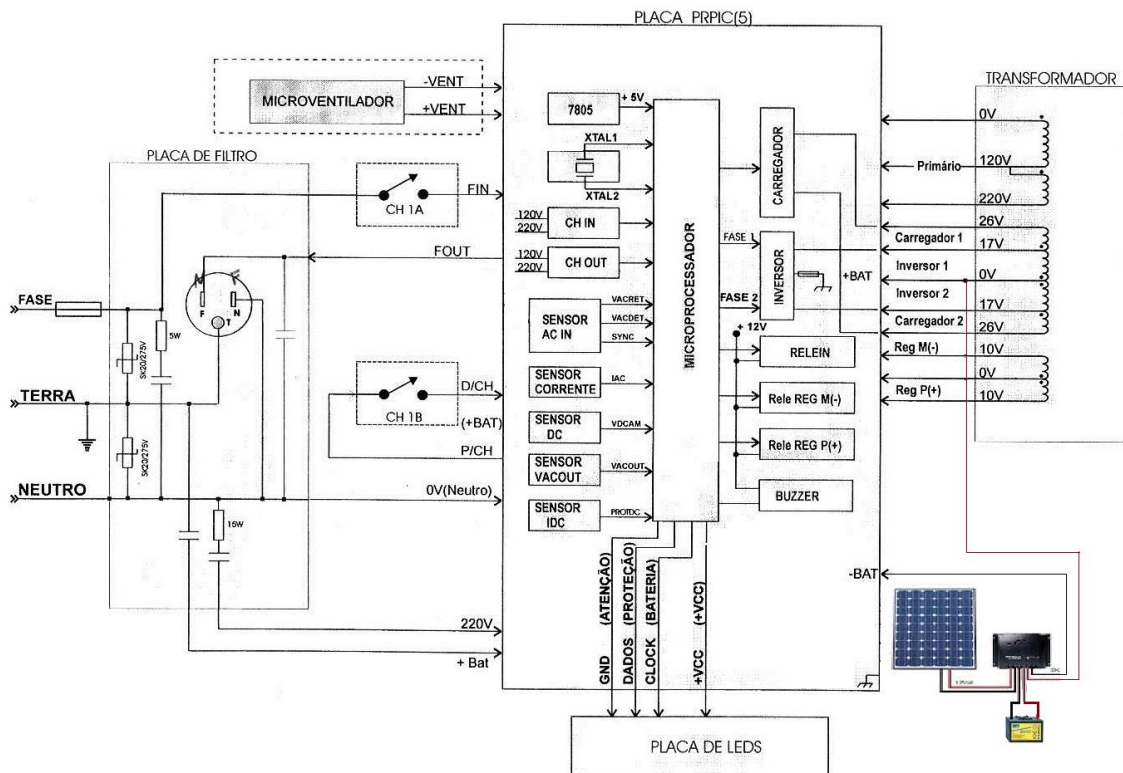 PLACA PRPIC(5)
TRANSFORMADOR
MICROVENTILADOR
-VENT
+VENT
PLACA DE FILTRO
CH 1A
FIN
FOUT
FASE
F
N
T
5W
SK20/275V
TERRA
SK20/275V
CH 1B
D/CH
(+BAT)
P/CH
NEUTRO
0V(Neutro)
15W
220V
+ Bat
7805
+ 5V
XTAL1
XTAL2
120V
220V
CH IN
120V
220V
CH OUT
SENSOR
AC IN
VACRET
VACDET
SYNC
SENSOR
CORRENTE
IAC
SENSOR
DC
VDCAM
SENSOR
VACOUT
VACOUT
SENSOR
IDC
PROTDC
MICROPROCESSADOR
CARREGADOR
FASE 1
FASE 2
INVERSOR
+BAT
+ 12V
RELEIN
Rele REG M(-)
Rele REG P(+)
BUZZER
0V
Primário
120V
220V
26V
Carregador 1
17V
Inversor 1
0V
Inversor 2
17V
Carregador 2
26V
Reg M(-)
10V
0V
Reg P(+)
10V
-BAT
GND (ATENÇÃO)
DADOS (PROTEÇÃO)
CLOCK (BATERIA)
+VCC (+VCC)
PLACA DE LEDS